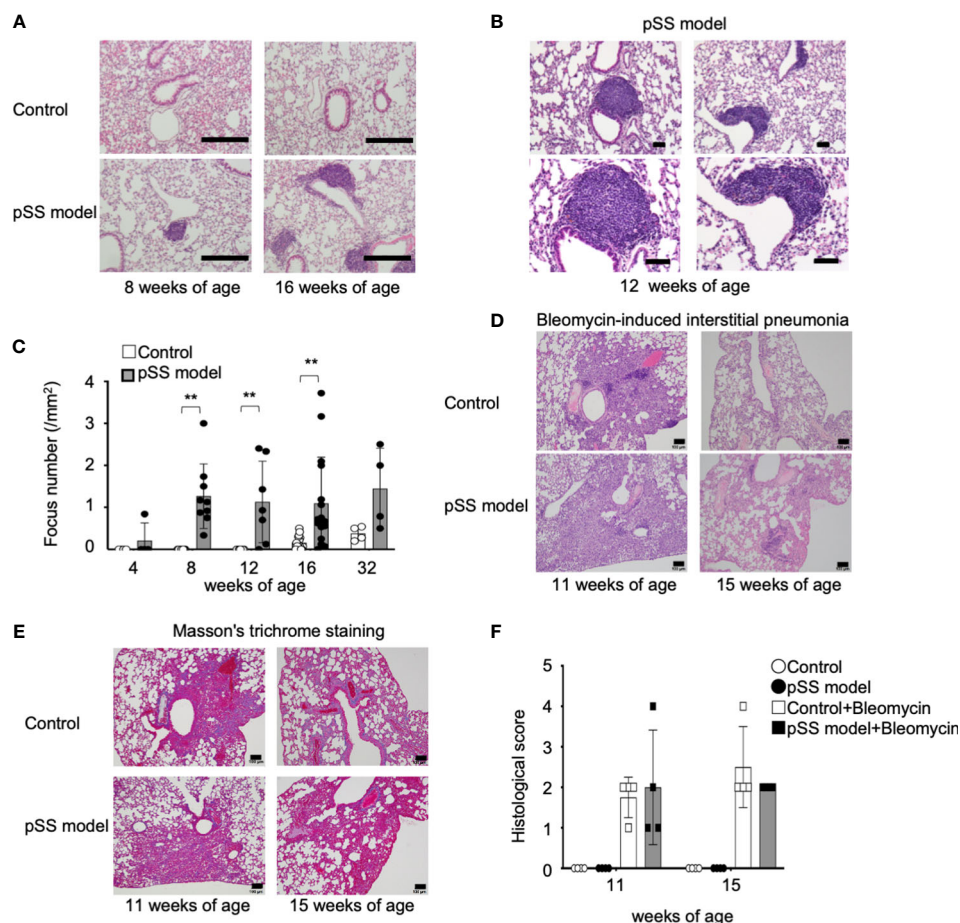 A
Control
pSS model
8 weeks of age
16 weeks of age
B
pSS model
12 weeks of age
C
Control
pSS model
**
**
**
Focus number (/mm²)
4
3
2
1
0
4
8
12
16
32
weeks of age
D
Bleomycin-induced interstitial pneumonia
Control
pSS model
11 weeks of age
15 weeks of age
E
Masson's trichrome staining
Control
pSS model
11 weeks of age
15 weeks of age
F
Control
pSS model
Control+Bleomycin
pSS model+Bleomycin
Histological score
5
4
3
2
1
0
11
15
weeks of age